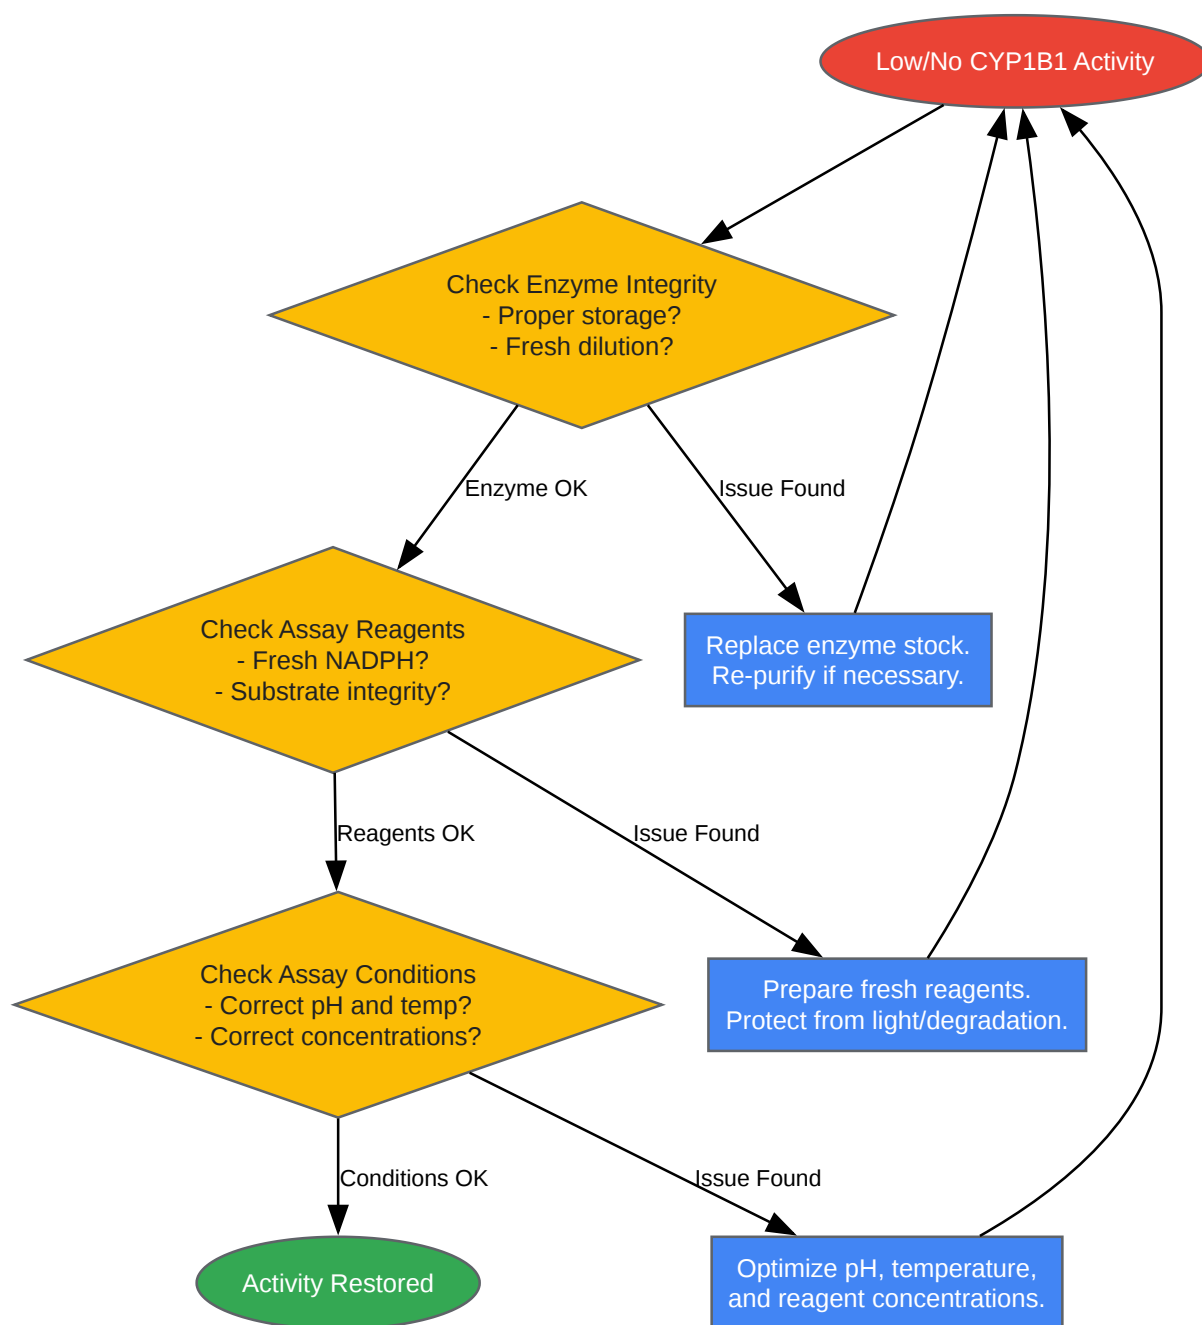 Low/No CYP1B1 Activity
Check Enzyme Integrity
- Proper storage?
- Fresh dilution?
Enzyme OK
Issue Found
Check Assay Reagents
- Fresh NADPH?
- Substrate integrity?
Replace enzyme stock.
Re-purify if necessary.
Reagents OK
Issue Found
Check Assay Conditions
- Correct pH and temp?
- Correct concentrations?
Prepare fresh reagents.
Protect from light/degradation.
Conditions OK
Issue Found
Activity Restored
Optimize pH, temperature,
and reagent concentrations.